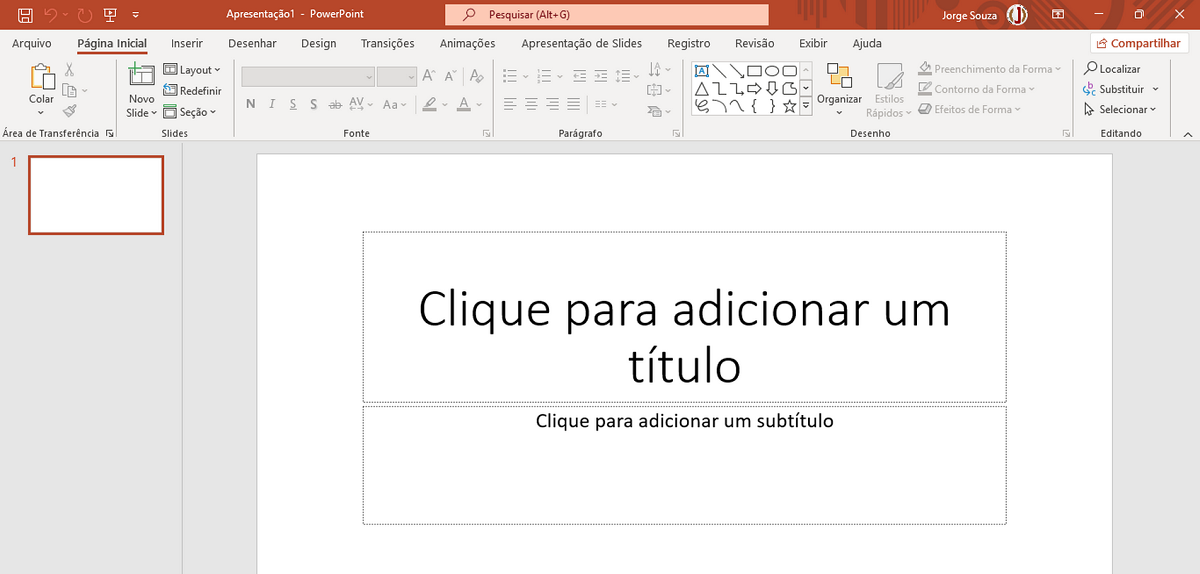 Apresentação1 - PowerPoint
Pesquisar (Alt+G)
Jorge Souza
Arquivo Página Inicial Inserir Desenhar Design Transições Animações Apresentação de Slides Registro Revisão Exibir Ajuda Compartilhar
Colar
Novo
Slide
Layout
Redefinir
Seção
N I S S ab AV Aa A
A A A
Organizar
Estilos
Rápidos
Preenchimento da Forma
Contorno da Forma
Efeitos de Forma
Localizar
Substituir
Selecionar
Área de Transferência Slides Fonte Parágrafo Desenho Editando
1
Clique para adicionar um
título
Clique para adicionar um subtítulo